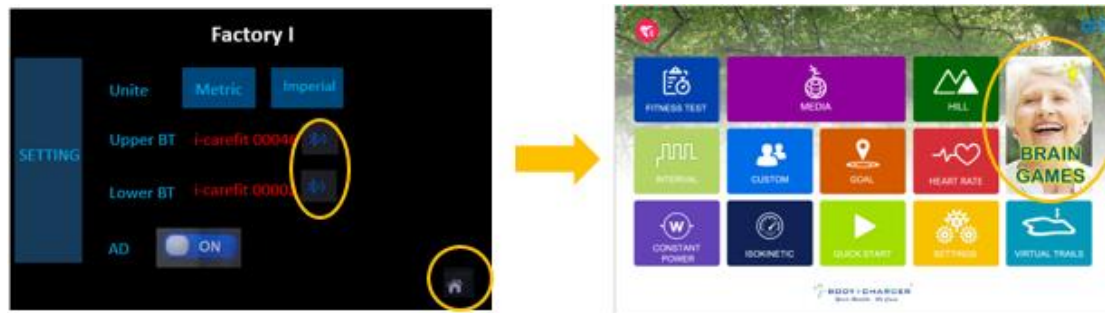 Factory I
SETTING
Unite
Metric
Imperial
Upper BT
i-carefit 00046
Lower BT
i-carefit 0000
AD
ON
FITNESS TEST
MEDIA
HILL
BRAIN
GAMES
INTERVAL
CUSTOM
GOAL
HEART RATE
W
CONSTANT
POWER
ISOKINETIC
QUICK START
SETTINGS
VIRTUAL TRAILS
BODY CHARGER